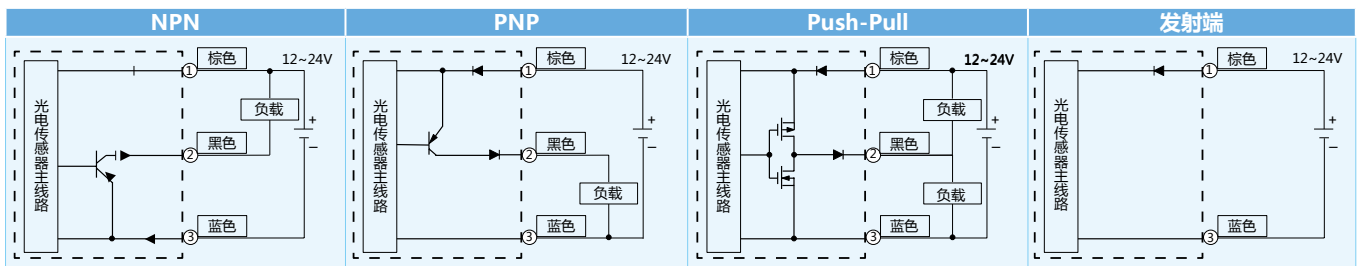 NPN
PNP
Push-Pull
发射端
光电传感器主线路
① 棕色
12~24V
负载
+
−
② 黑色
③ 蓝色
光电传感器主线路
① 棕色
12~24V
+
−
② 黑色
负载
③ 蓝色
光电传感器主线路
① 棕色
12~24V
负载
+
−
② 黑色
负载
③ 蓝色
光电传感器主线路
① 棕色
12~24V
+
−
③ 蓝色